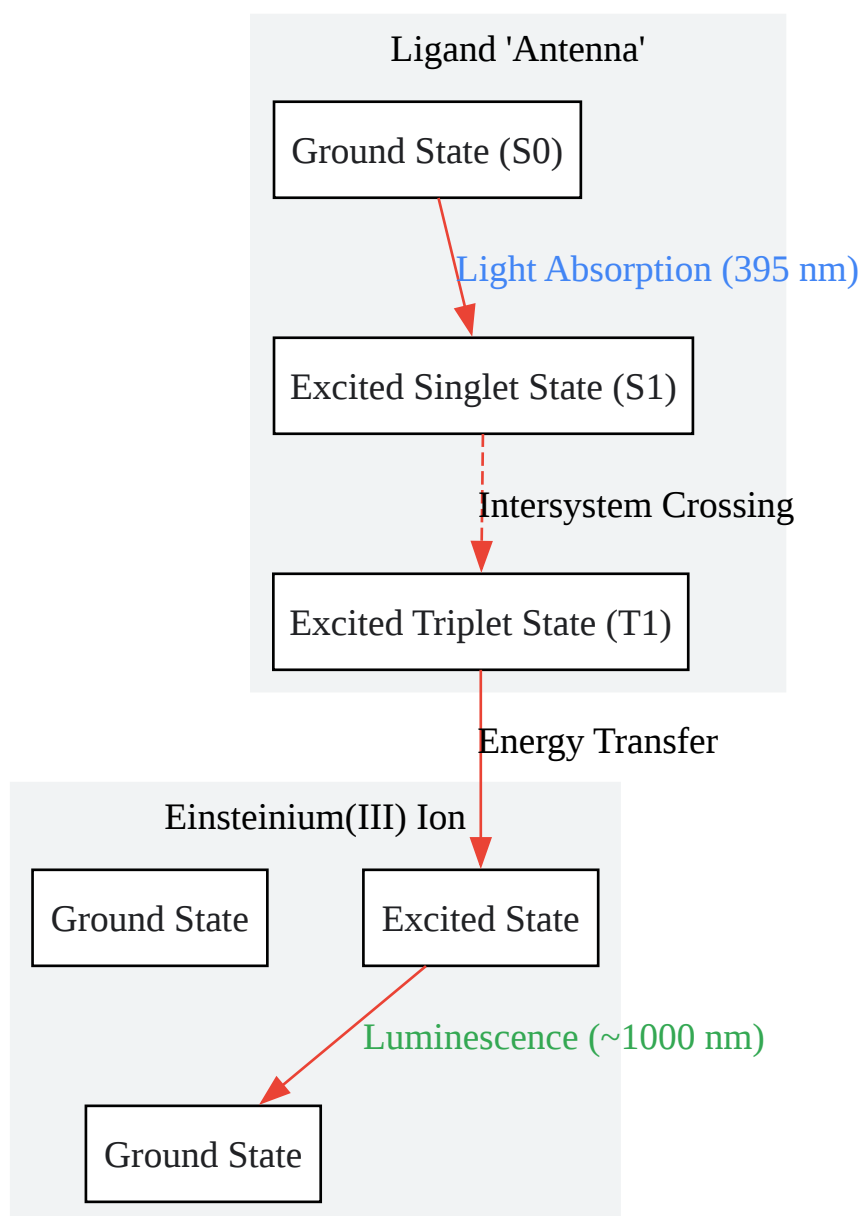 Ligand 'Antenna'
Ground State (S0)
Light Absorption (395 nm)
Excited Singlet State (S1)
Intersystem Crossing
Excited Triplet State (T1)
Energy Transfer
Einsteinium(III) Ion
Ground State
Excited State
Luminescence (~1000 nm)
Ground State